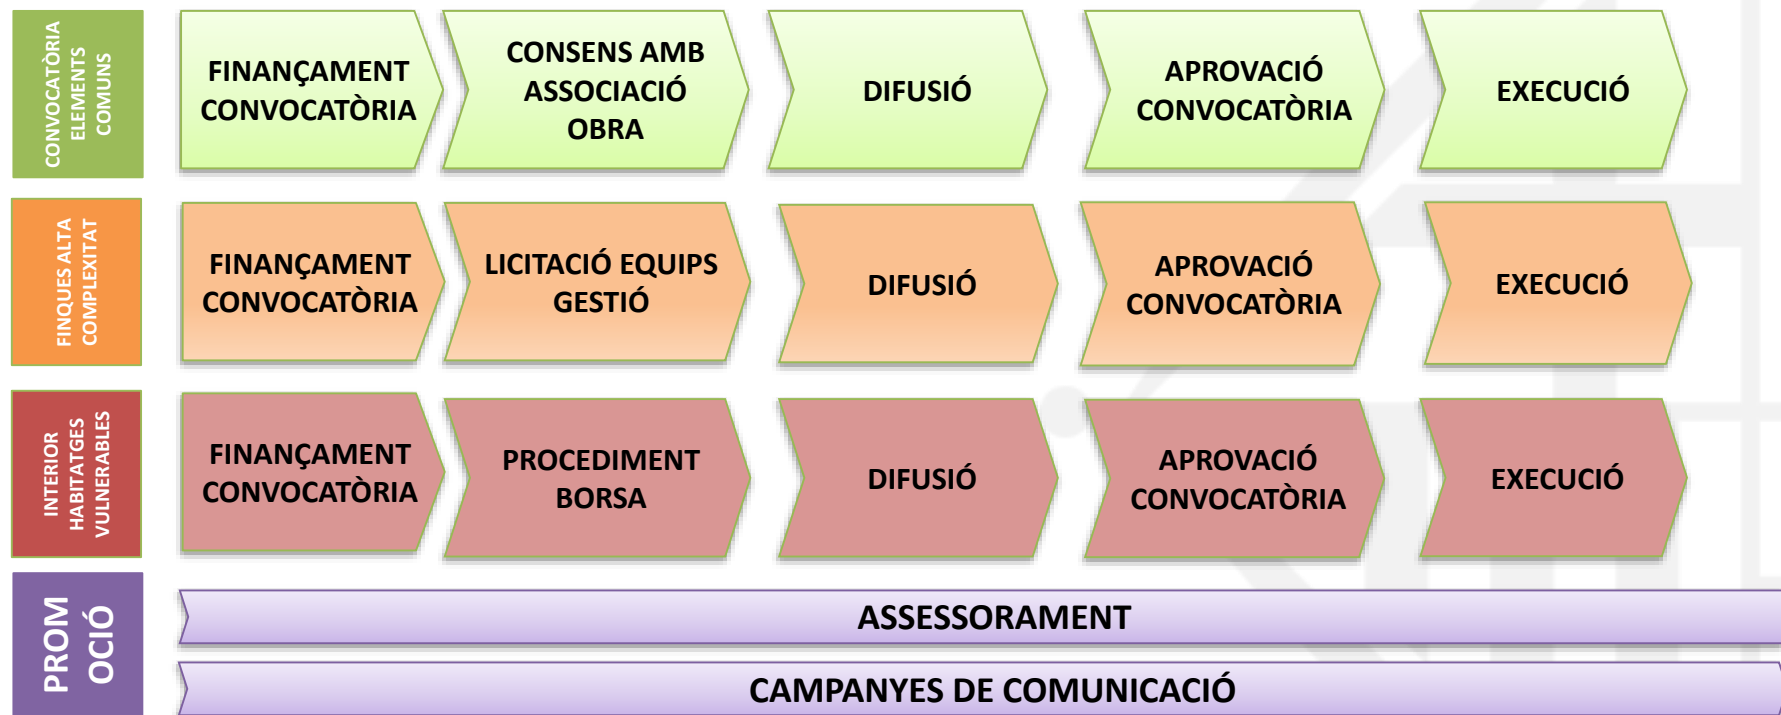 CONVOCATÒRIA
ELEMENTS
COMUNS
FINANÇAMENT
CONVOCATÒRIA
CONSENS AMB
ASSOCIACIÓ
OBRA
DIFUSIÓ
APROVACIÓ
CONVOCATÒRIA
EXECUCIÓ
FINQUES ALTA
COMPLEXITAT
FINANÇAMENT
CONVOCATÒRIA
LICITACIÓ EQUIPS
GESTIÓ
DIFUSIÓ
APROVACIÓ
CONVOCATÒRIA
EXECUCIÓ
INTERIOR
HABITATGES
VULNERABLES
FINANÇAMENT
CONVOCATÒRIA
PROCEDIMENT
BORSA
DIFUSIÓ
APROVACIÓ
CONVOCATÒRIA
EXECUCIÓ
PROM
OCIÓ
ASSESSORAMENT
CAMPANYES DE COMUNICACIÓ